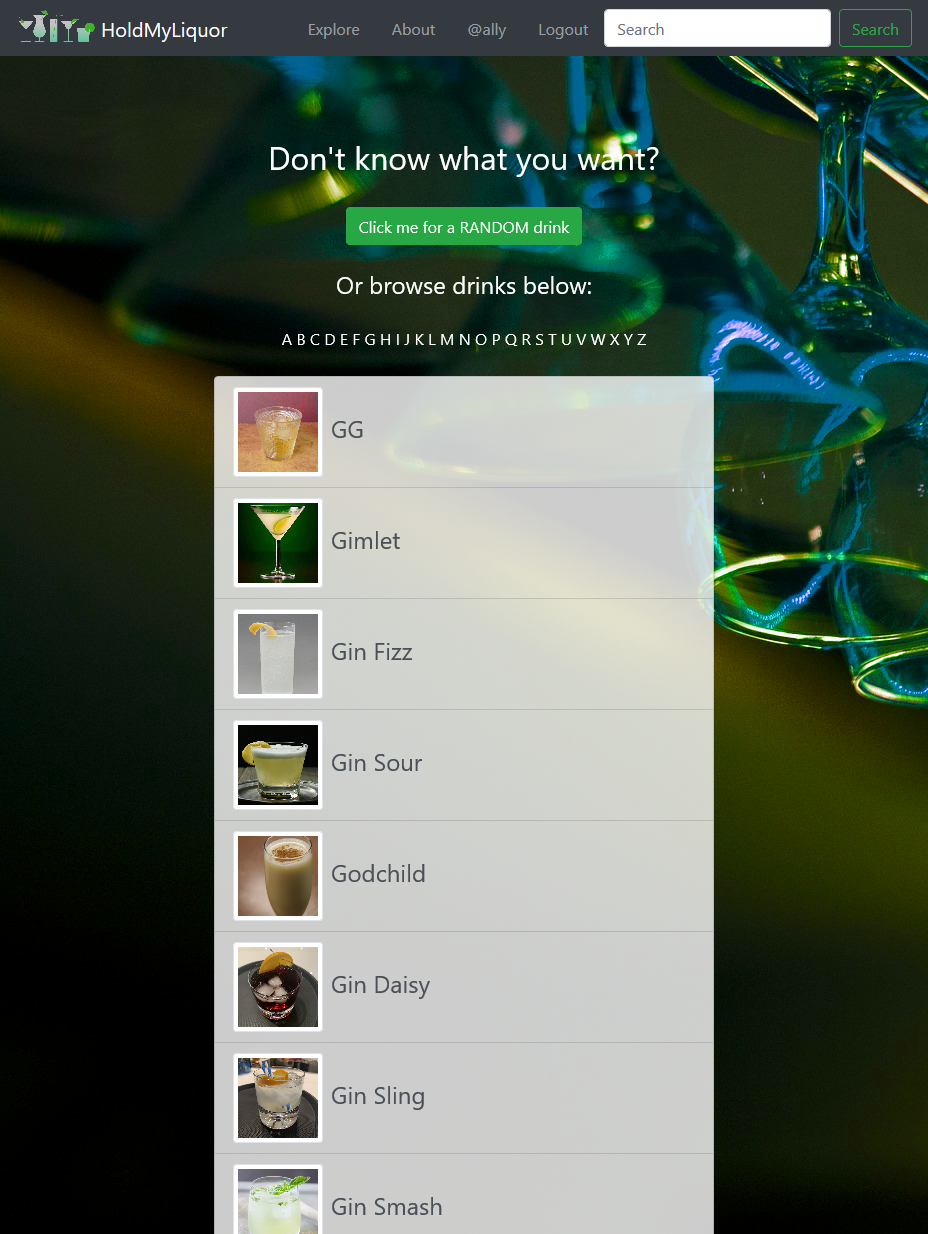 HoldMyLiquor Explore About @ally Logout Search Search
Don't know what you want?
Click me for a RANDOM drink
Or browse drinks below:
A B C D E F G H I J K L M N O P Q R S T U V W X Y Z
GG
Gimlet
Gin Fizz
Gin Sour
Godchild
Gin Daisy
Gin Sling
Gin Smash